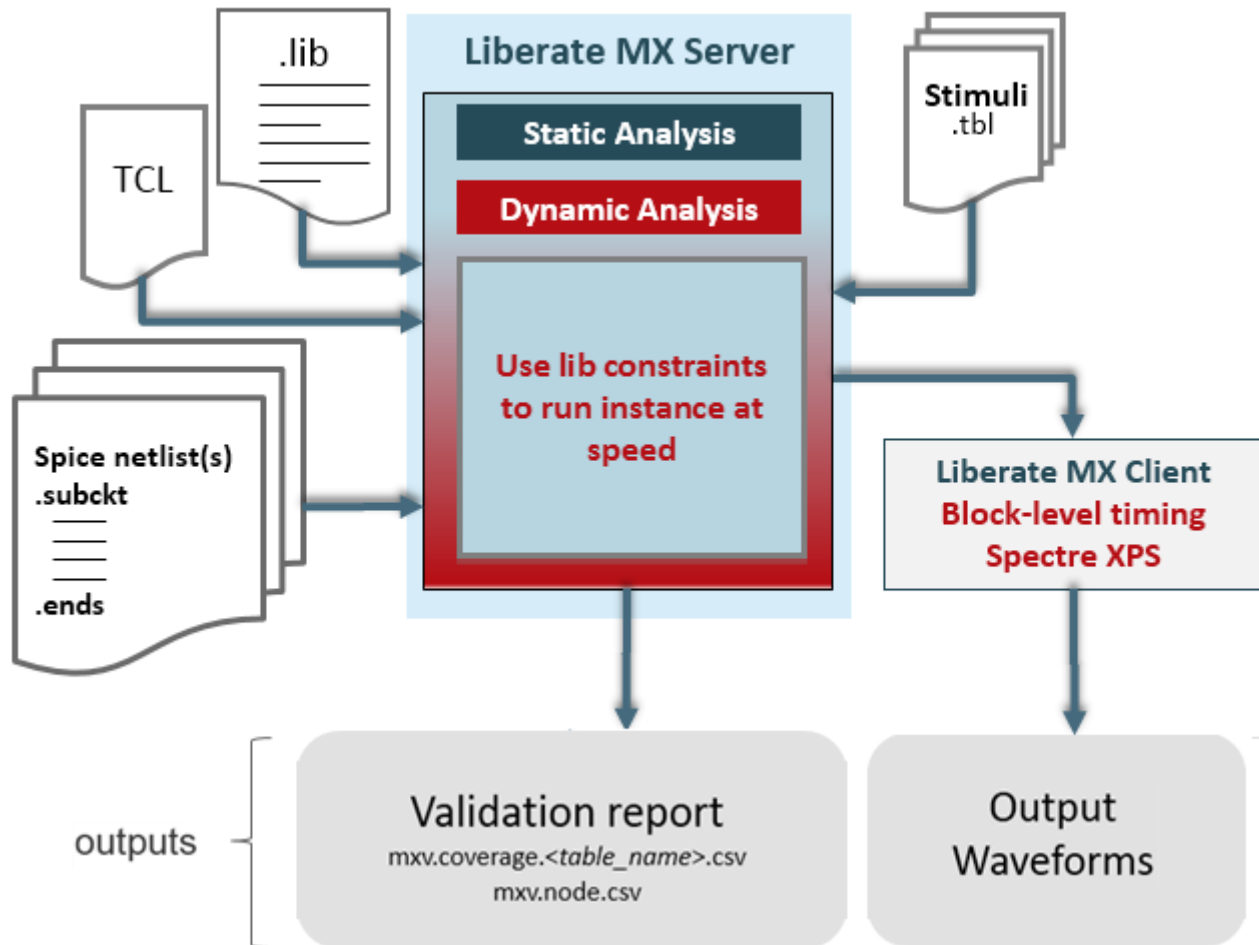 Liberate MX Server
.lib
TCL
Static Analysis
Dynamic Analysis
Stimuli
.tbl
Use lib constraints
to run instance at
speed
Spice netlist(s)
.subckt
.ends
Liberate MX Client
Block-level timing
Spectre XPS
outputs
Validation report
mxv.coverage.<table_name>.csv
mxv.node.csv
Output
Waveforms